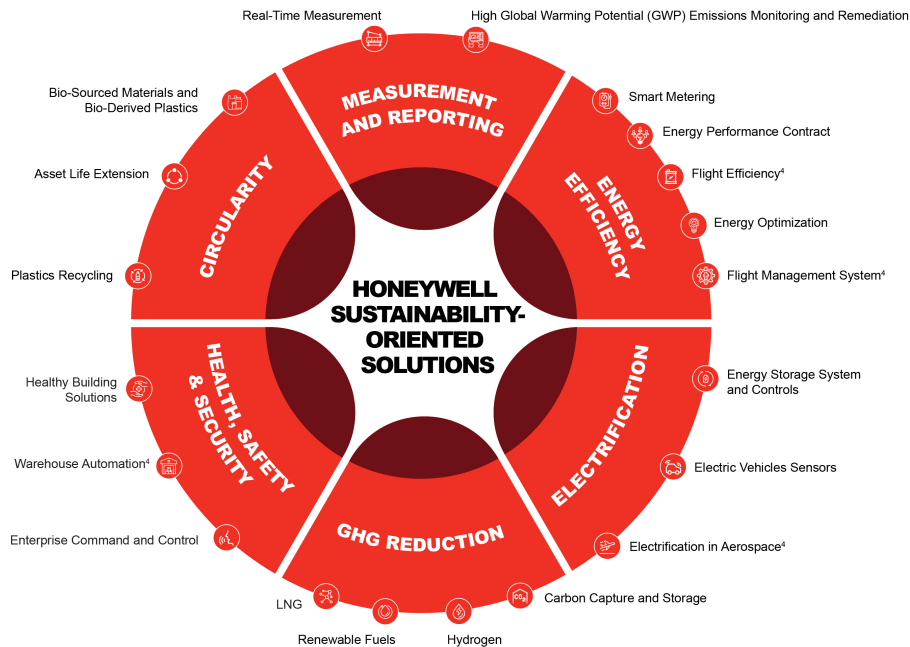 Real-Time Measurement
High Global Warming Potential (GWP) Emissions Monitoring and Remediation
MEASUREMENT
AND REPORTING
Smart Metering
Energy Performance Contract
Flight Efficiency⁴
Energy Optimization
Flight Management System⁴
ENERGY
EFFICIENCY
Energy Storage System
and Controls
Electric Vehicles Sensors
Electrification in Aerospace⁴
ELECTRIFICATION
Carbon Capture and Storage
CO₂
Hydrogen
Renewable Fuels
LNG
GHG REDUCTION
Enterprise Command and Control
Warehouse Automation⁴
Healthy Building
Solutions
HEALTH, SAFETY
& SECURITY
Plastics Recycling
Asset Life Extension
Bio-Sourced Materials and
Bio-Derived Plastics
CIRCULARITY
HONEYWELL
SUSTAINABILITY-
ORIENTED
SOLUTIONS